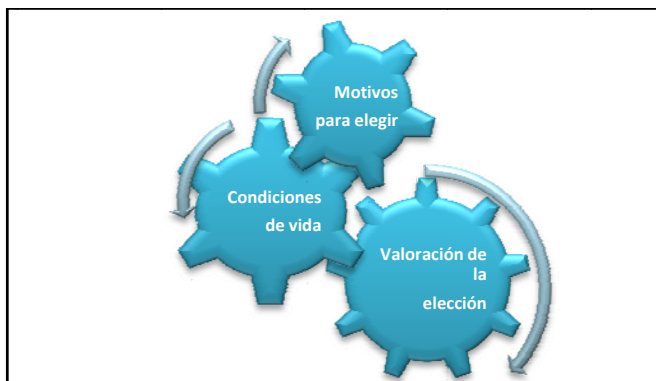 Motivos
para elegir
Condiciones
de vida
Valoración de
la
elección